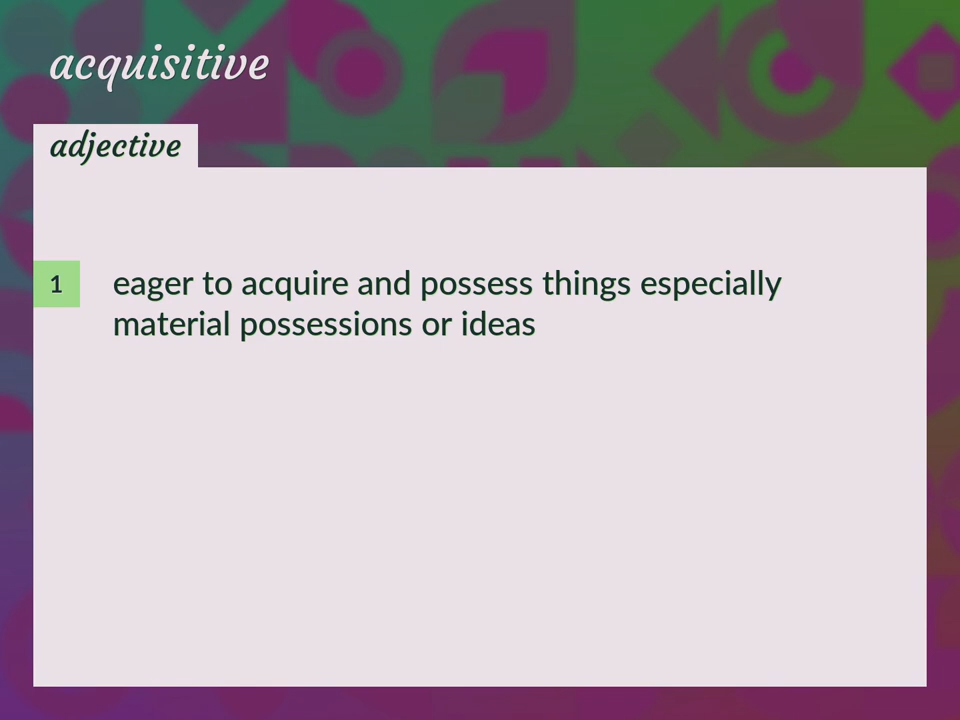 acquisitive
adjective
1 eager to acquire and possess things especially
material possessions or ideas